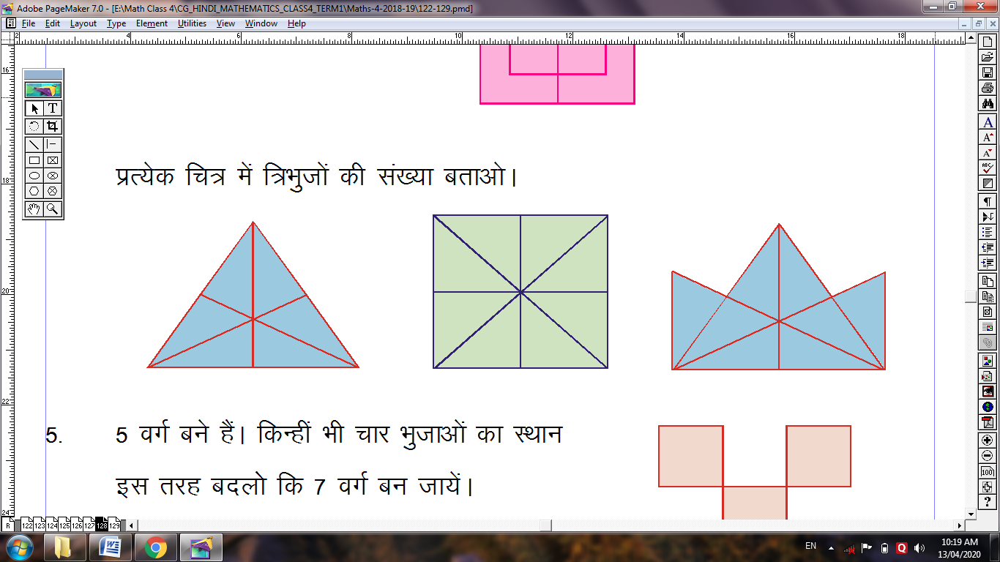 Adobe PageMaker 7.0 - [E:\Math Class 4\CG_HINDI_MATHEMATICS_CLASS4_TERM1\Maths-4-2018-19\122-129.pmd]
File Edit Layout Type Element Utilities View Window Help
2 4 6 8 10 12 14 16 18
16
18
20
22
24
T
A
A
A
ABC
100
?
प्रत्येक चित्र में त्रिभुजों की संख्या बताओ।
5. 5 वर्ग बने हैं। किन्हीं भी चार भुजाओं का स्थान
इस तरह बदलो कि 7 वर्ग बन जायें।
R 122 123 124 125 126 127 128 129
EN
10:19 AM
13/04/2020